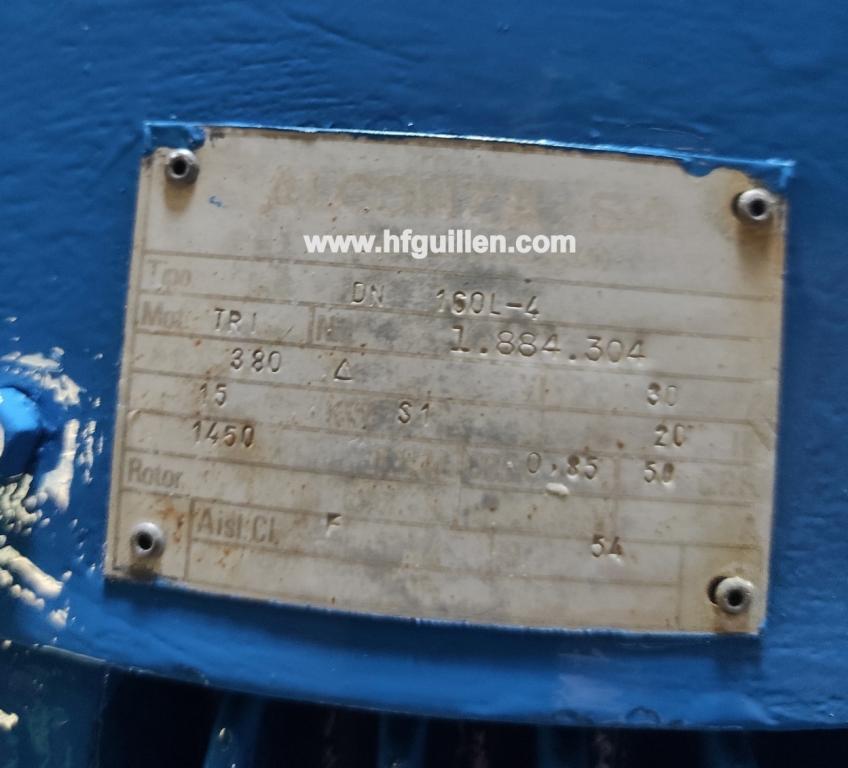 www.hfguillen.com
Tipo DN 160L-4
Mot. TRI N 1.884.304
380 △ 30
15 S1 20
1450 0,85 50
Rotor
Aisl.Cl. F 54